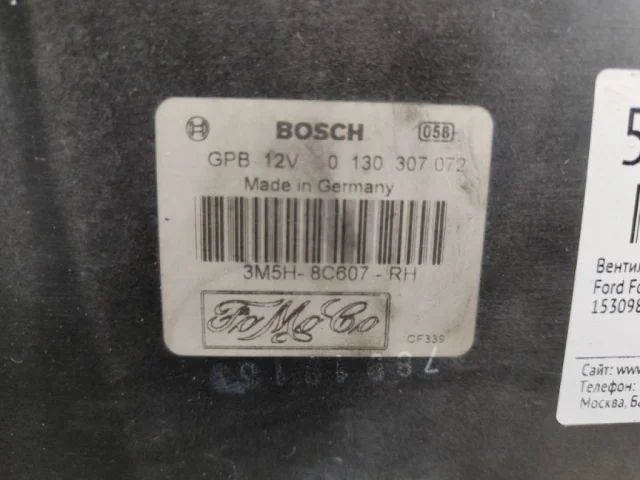 BOSCH 058
GPB 12V 0 130 307 072
Made in Germany
3M5H-8C607-RH
FoMoCo
CF339
5
Вентил
Ford Fo
153098
Сайт: www
Телефон:
Москва, Ба